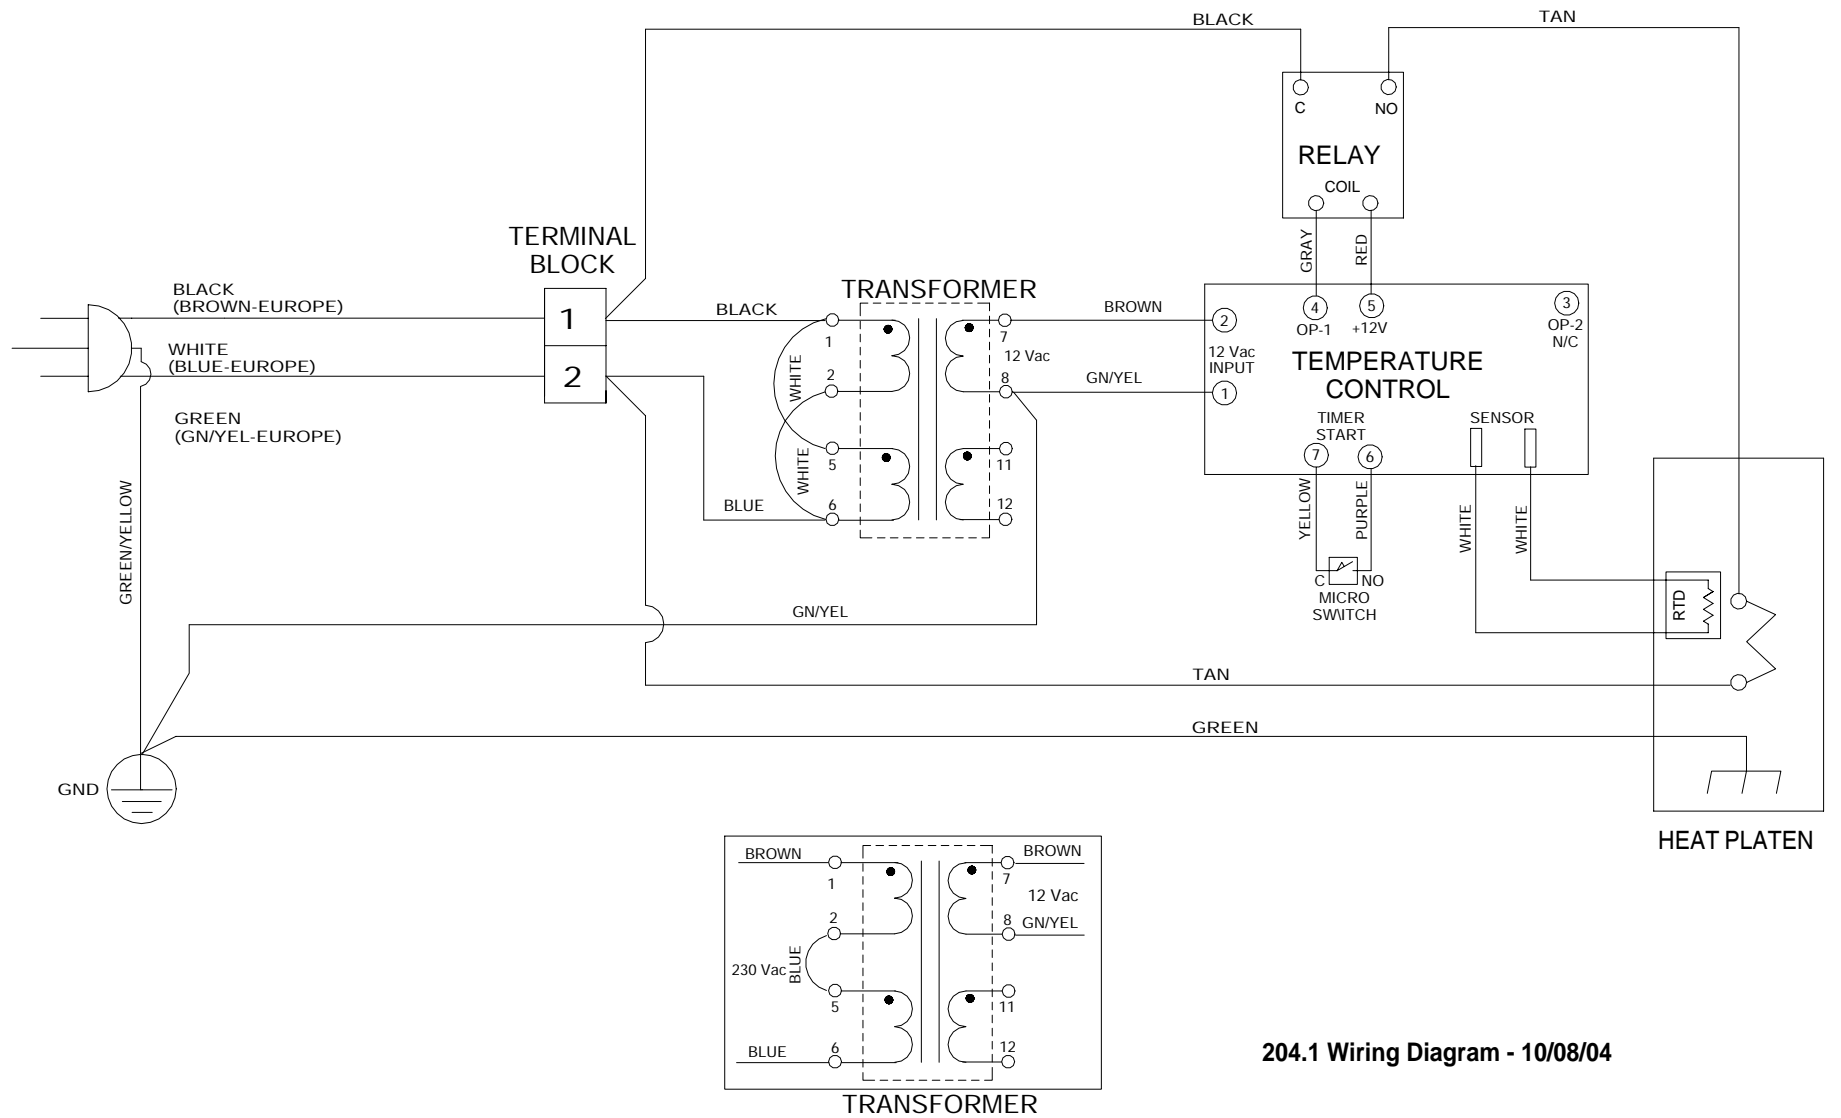 BLACK
TAN
C
NO
RELAY
COIL
GRAY
RED
TERMINAL
BLOCK
1
2
BLACK
(BROWN-EUROPE)
WHITE
(BLUE-EUROPE)
GREEN
(GN/YEL-EUROPE)
GREEN/YELLOW
TRANSFORMER
BLACK
1
WHITE
2
5
WHITE
BLUE
6
7
12 Vac
8
11
12
BROWN
GN/YEL
2
12 Vac
INPUT
1
4
OP-1
5
+12V
3
OP-2
N/C
TEMPERATURE
CONTROL
TIMER
START
7
6
SENSOR
YELLOW
PURPLE
WHITE
WHITE
C
NO
MICRO
SWITCH
RTD
GN/YEL
TAN
GREEN
GND
HEAT PLATEN
BROWN
1
2
230 Vac
BLUE
5
BLUE
6
BROWN
7
12 Vac
8
GN/YEL
11
12
TRANSFORMER
204.1 Wiring Diagram - 10/08/04